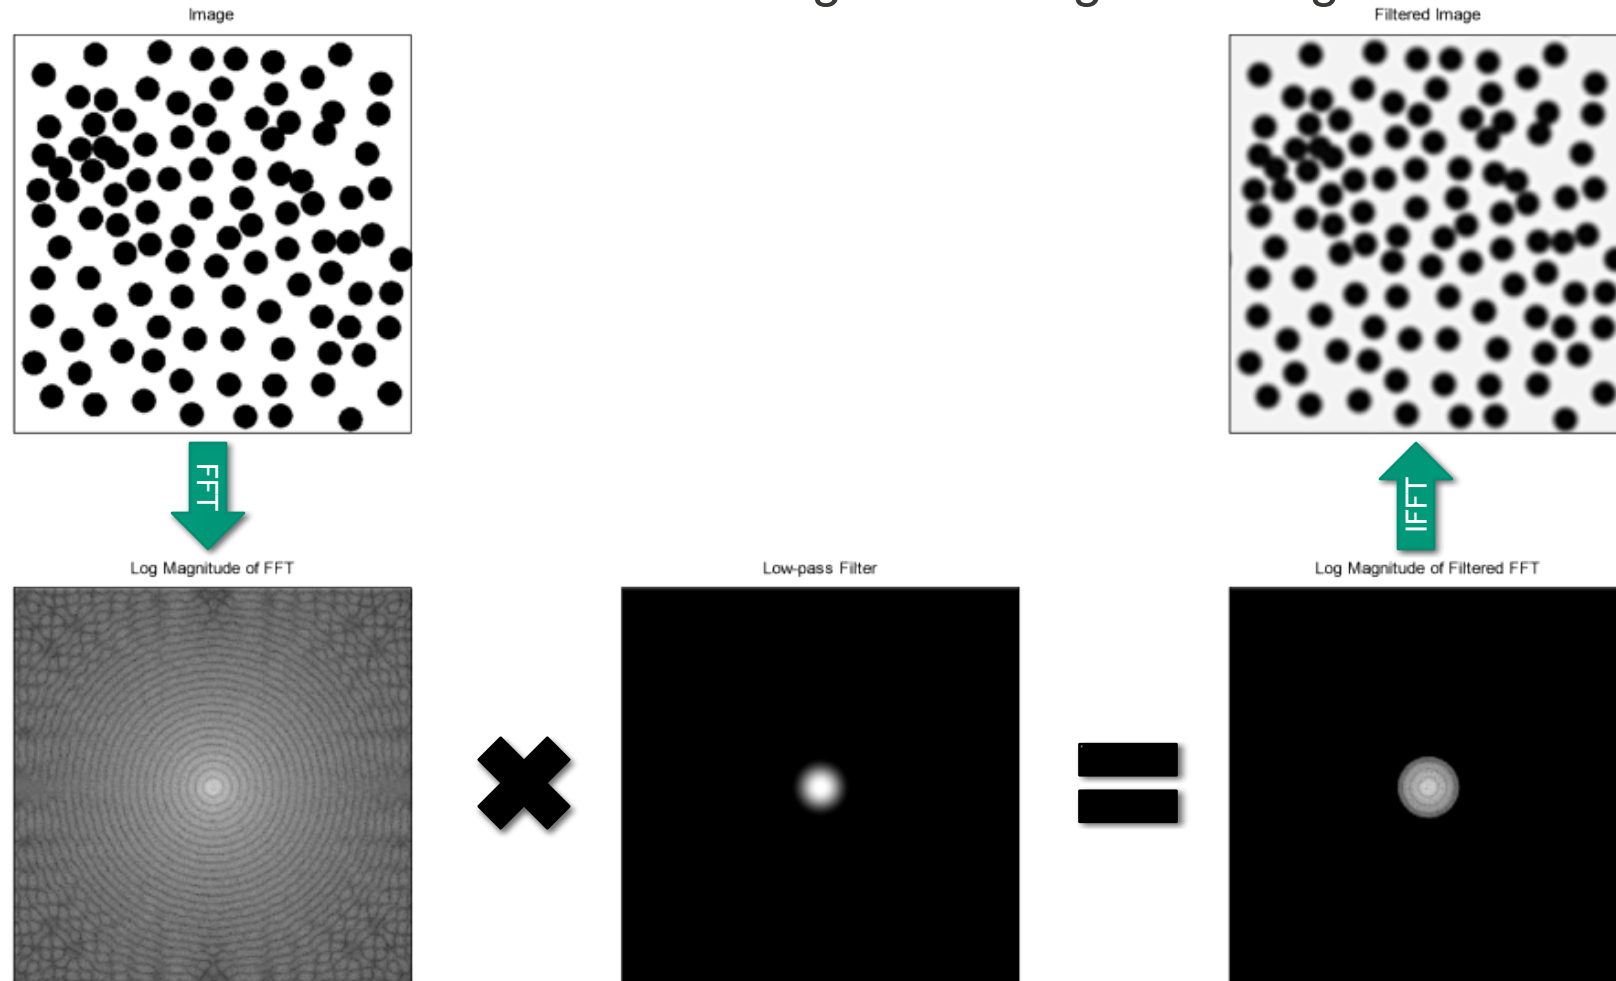 Image
Filtered Image
FFT
IFFT
Log Magnitude of FFT
Low-pass Filter
Log Magnitude of Filtered FFT